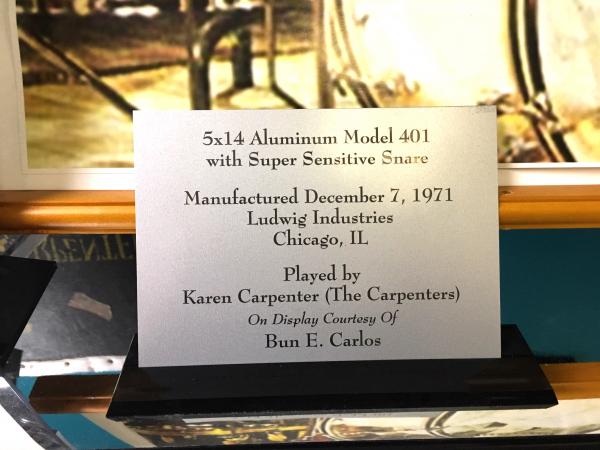 5x14 Aluminum Model 401
with Super Sensitive Snare
Manufactured December 7, 1971
Ludwig Industries
Chicago, IL
Played by
Karen Carpenter (The Carpenters)
On Display Courtesy Of
Bun E. Carlos